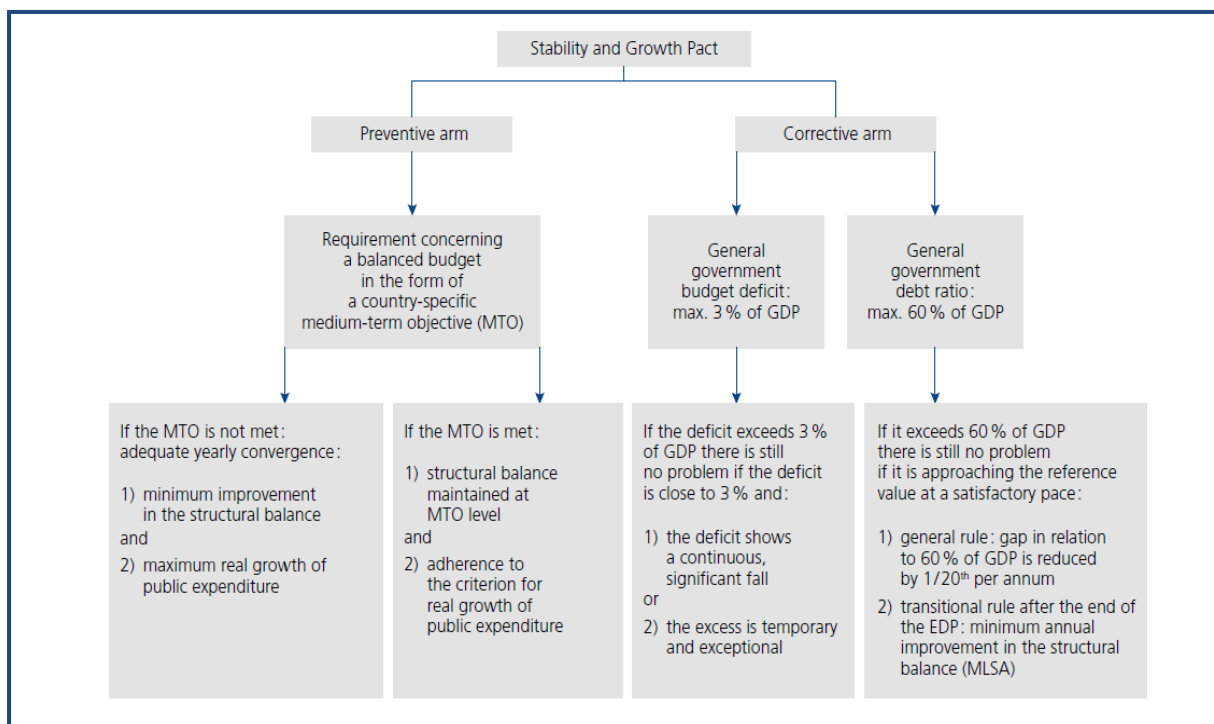 Stability and Growth Pact
Preventive arm
Corrective arm
Requirement concerning
a balanced budget
in the form of
a country-specific
medium-term objective (MTO)
General
government
budget deficit:
max. 3 % of GDP
General
government
debt ratio:
max. 60 % of GDP
If the MTO is not met:
adequate yearly convergence:
1) minimum improvement
in the structural balance
and
2) maximum real growth of
public expenditure
If the MTO is met:
1) structural balance
maintained at
MTO level
and
2) adherence to
the criterion for
real growth of
public expenditure
If the deficit exceeds 3 %
of GDP there is still
no problem if the deficit
is close to 3 % and:
1) the deficit shows
a continuous,
significant fall
or
2) the excess is temporary
and exceptional
If it exceeds 60 % of GDP
there is still no problem
if it is approaching the reference
value at a satisfactory pace:
1) general rule: gap in relation
to 60 % of GDP is reduced
by 1/20th per annum
2) transitional rule after the end of
the EDP: minimum annual
improvement in the structural
balance (MLSA)